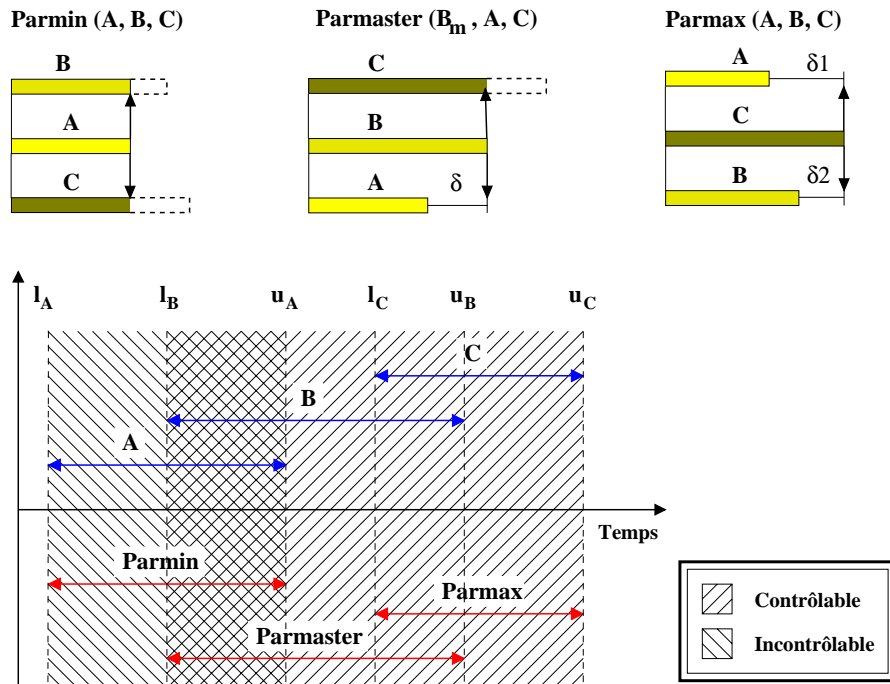 Parmin (A, B, C)
Parmaster (Bm , A, C)
Parmax (A, B, C)
B
A
C
C
B
A
δ
A
δ1
C
B
δ2
lA
lB
uA
lC
uB
uC
C
B
A
Temps
Parmin
Parmax
Parmaster
Contrôlable
Incontrôlable